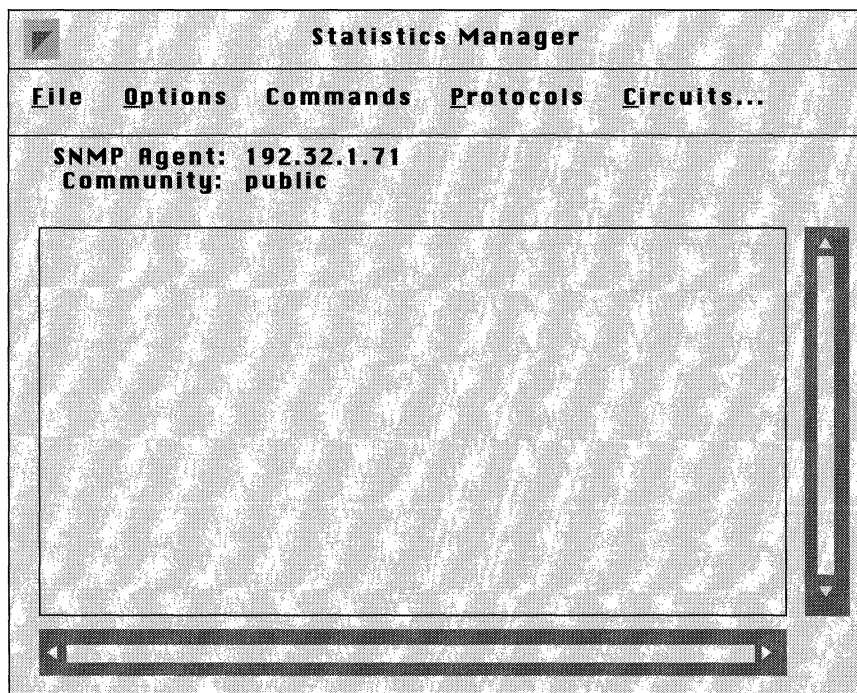 Statistics Manager
File Options Commands Protocols Circuits...
SNMP Agent: 192.32.1.71
Community: public